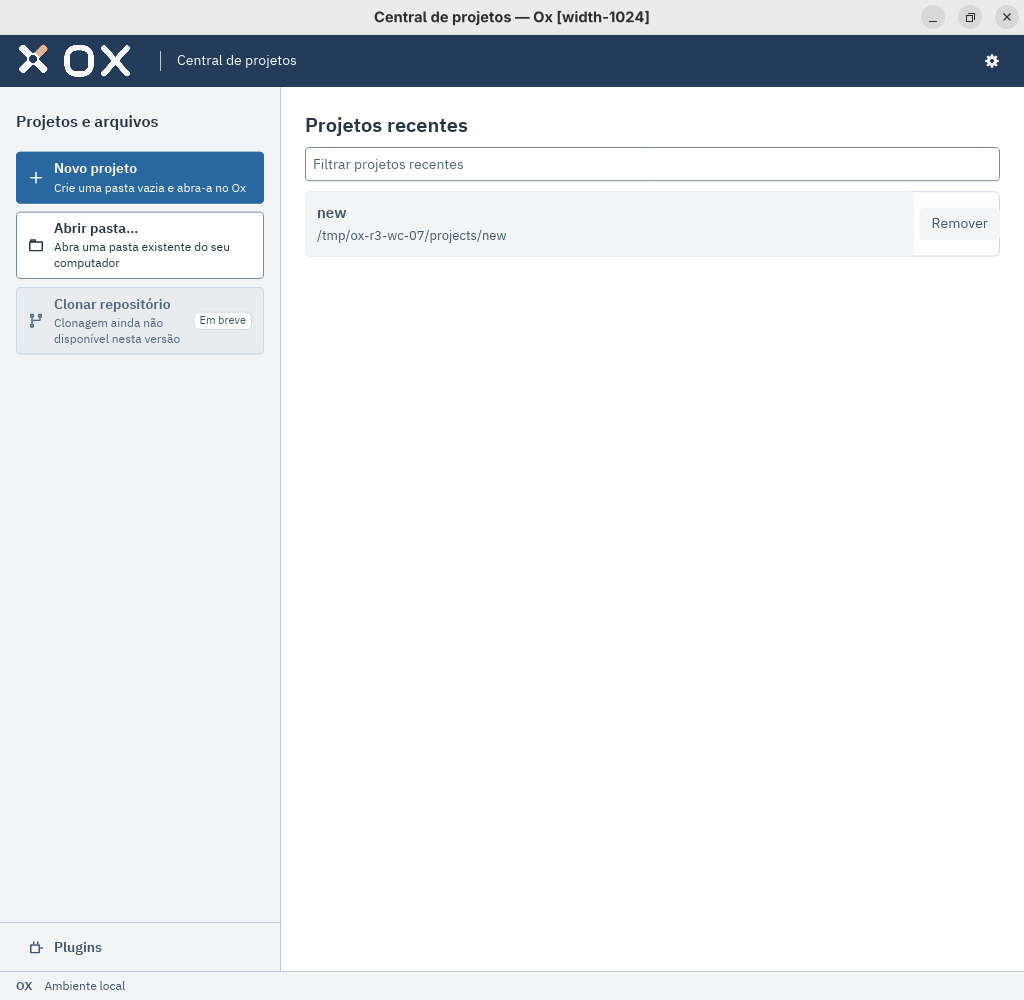 Central de projetos — Ox [width-1024]
OX
Central de projetos
Projetos e arquivos
Novo projeto
Crie uma pasta vazia e abra-a no Ox
Abrir pasta...
Abra uma pasta existente do seu
computador
Clonar repositório
Clonagem ainda não
disponível nesta versão
Em breve
Plugins
Projetos recentes
Filtrar projetos recentes
new
/tmp/ox-r3-wc-07/projects/new
Remover
OX Ambiente local